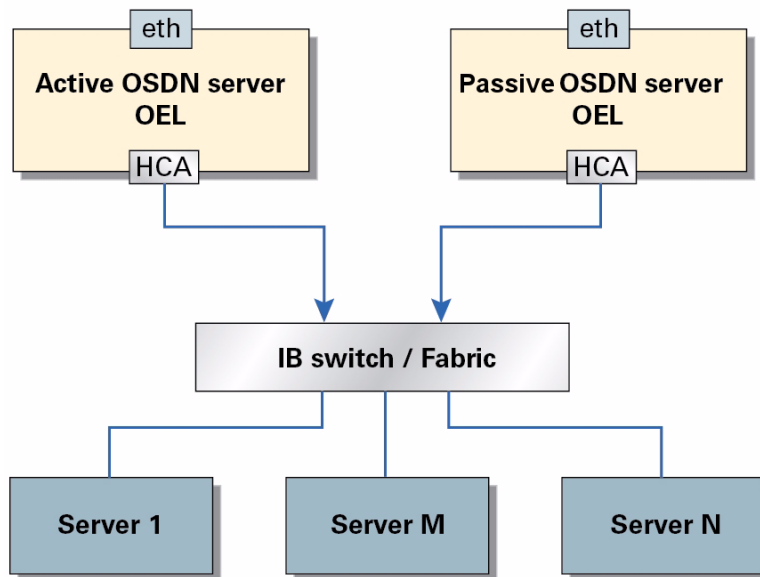 eth
Active OSDN server
OEL
HCA
eth
Passive OSDN server
OEL
HCA
IB switch / Fabric
Server 1
Server M
Server N